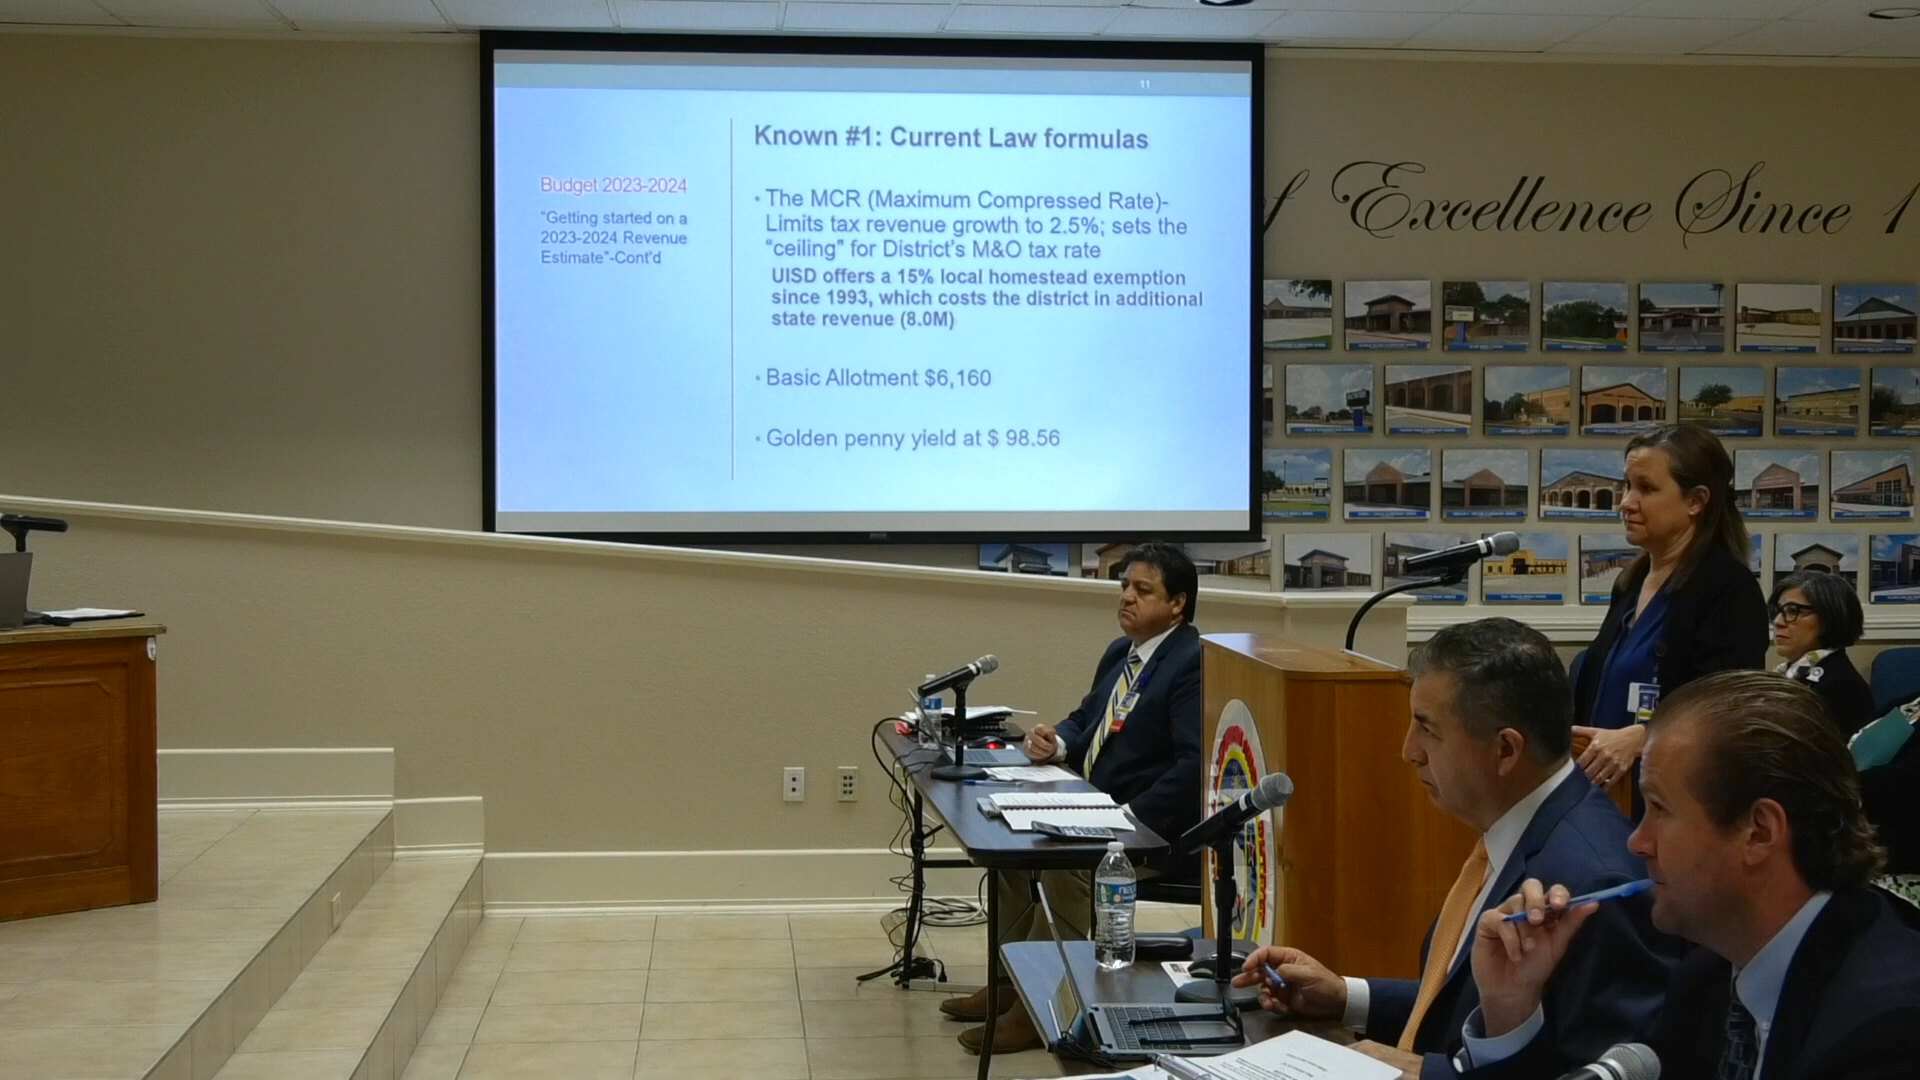 11
Known #1: Current Law formulas
Budget 2023-2024
"Getting started on a
2023-2024 Revenue
Estimate"-Cont'd
• The MCR (Maximum Compressed Rate)-
Limits tax revenue growth to 2.5%; sets the
"ceiling" for District's M&O tax rate
UISD offers a 15% local homestead exemption
since 1993, which costs the district in additional
state revenue (8.0M)
• Basic Allotment $6,160
• Golden penny yield at $ 98.56
of Excellence Since 1